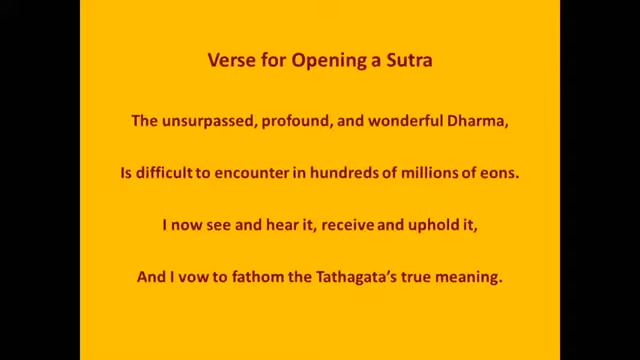 Verse for Opening a Sutra
The unsurpassed, profound, and wonderful Dharma,
Is difficult to encounter in hundreds of millions of eons.
I now see and hear it, receive and uphold it,
And I vow to fathom the Tathagata's true meaning.